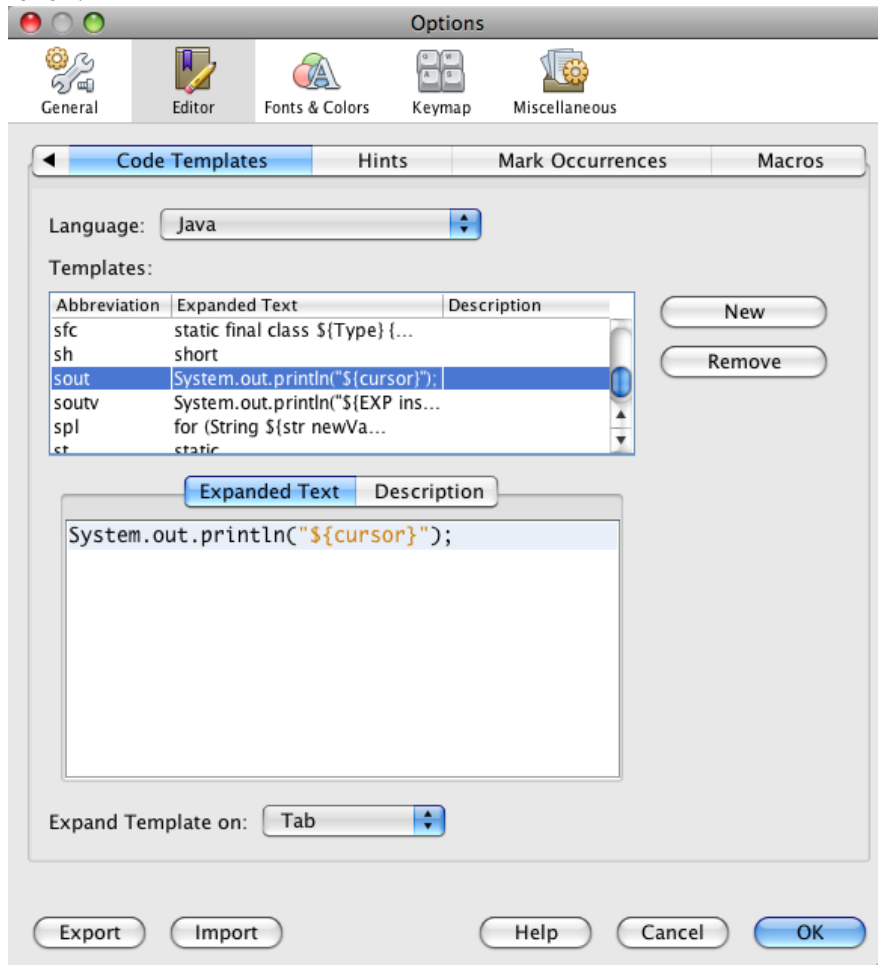 Options
General Editor Fonts & Colors Keymap Miscellaneous
Code Templates Hints Mark Occurrences Macros
Language: Java
Templates:
Abbreviation Expanded Text Description
sfc static final class ${Type} {...
sh short
sout System.out.println("${cursor}");
soutv System.out.println("${EXP ins...
spl for (String ${str newVa...
st static
New
Remove
Expanded Text Description
System.out.println("${cursor}");
Expand Template on: Tab
Export Import Help Cancel OK